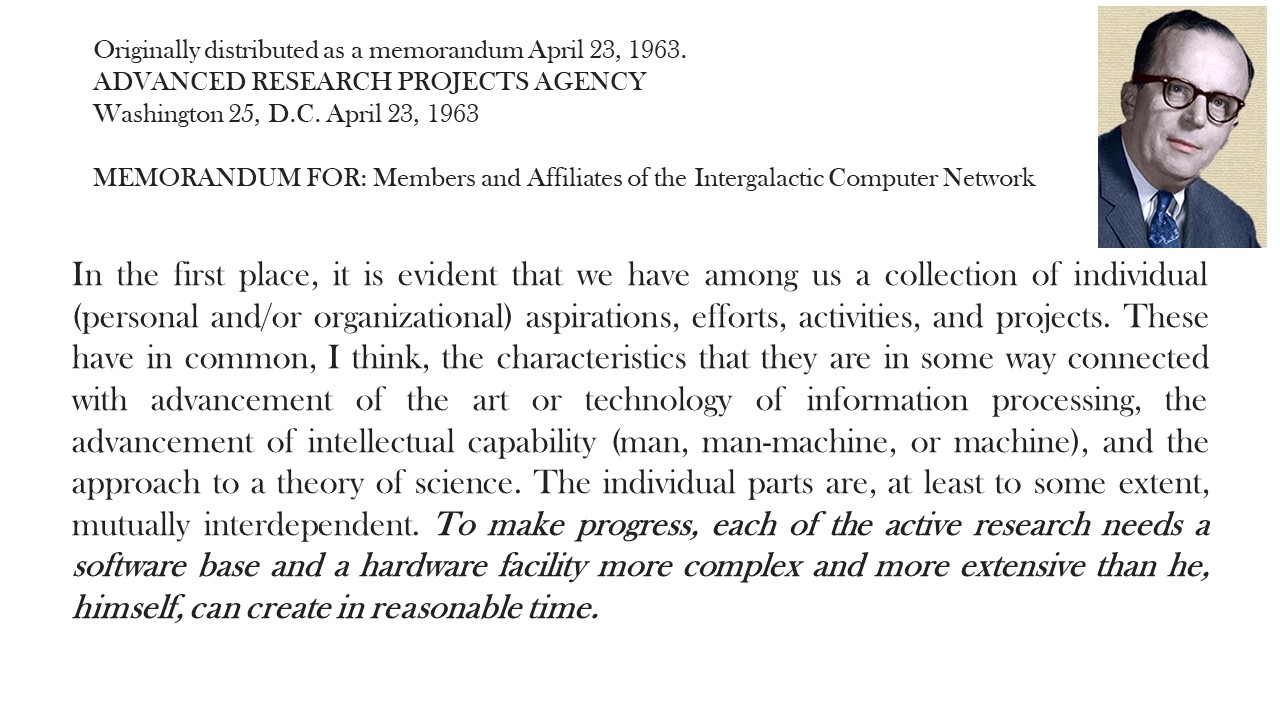 Originally distributed as a memorandum April 23, 1963.
ADVANCED RESEARCH PROJECTS AGENCY
Washington 25, D.C. April 23, 1963
MEMORANDUM FOR: Members and Affiliates of the Intergalactic Computer Network
In the first place, it is evident that we have among us a collection of individual
(personal and/or organizational) aspirations, efforts, activities, and projects. These
have in common, I think, the characteristics that they are in some way connected
with advancement of the art or technology of information processing, the
advancement of intellectual capability (man, man-machine, or machine), and the
approach to a theory of science. The individual parts are, at least to some extent,
mutually interdependent. To make progress, each of the active research needs a
software base and a hardware facility more complex and more extensive than he,
himself, can create in reasonable time.